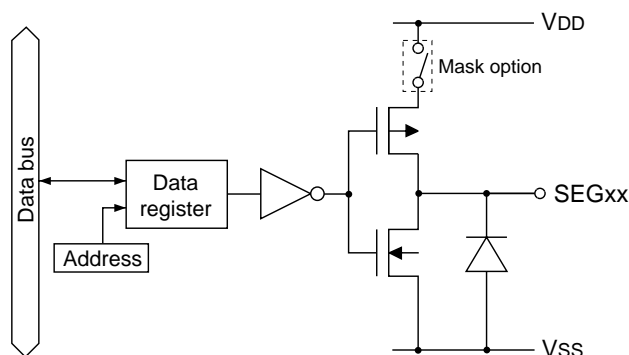 VDD
Mask option
Data bus
Data
register
SEGxx
Address
VSS